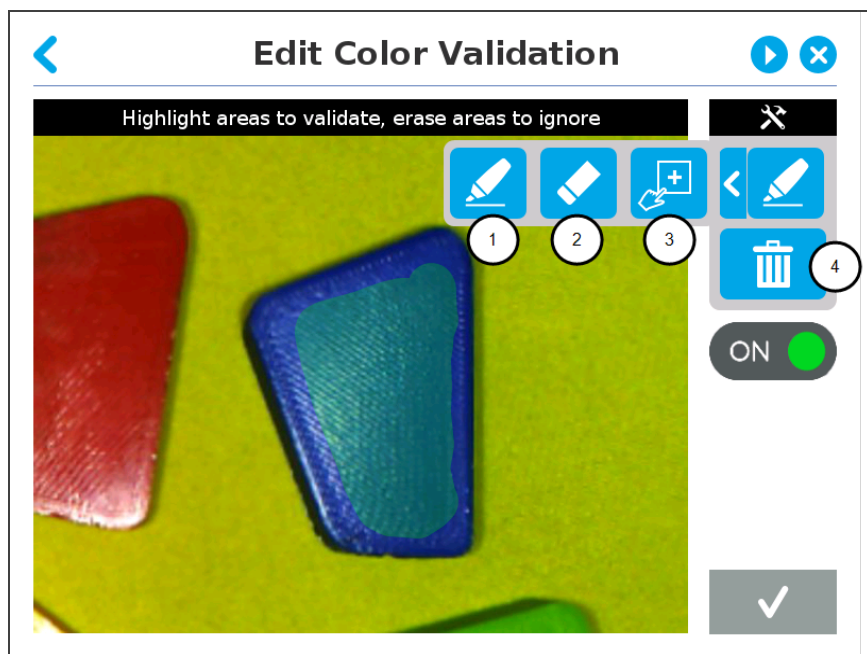 Edit Color Validation
Highlight areas to validate, erase areas to ignore
1
2
3
4
ON